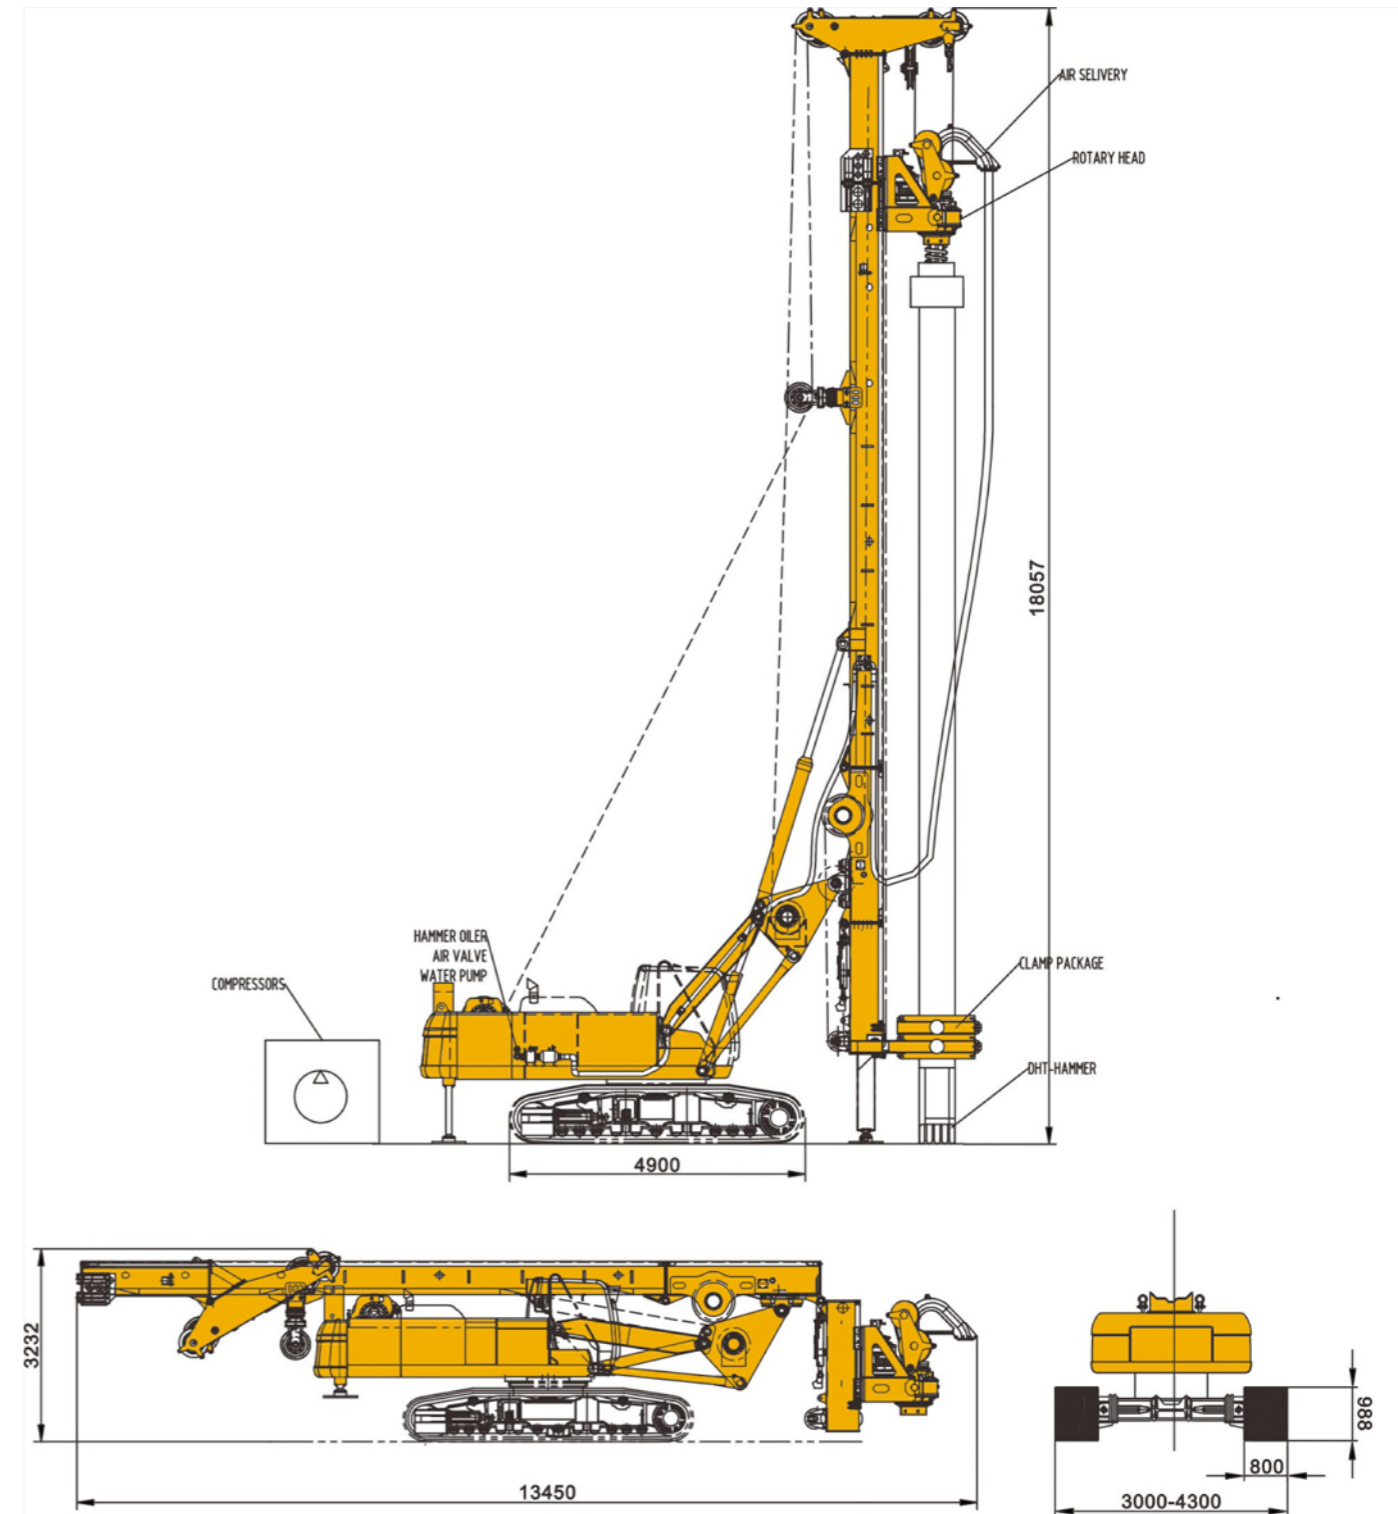 AIR SELIVERY
ROTARY HEAD
18057
HAMMER OILER
AIR VALVE
WATER PUMP
COMPRESSORS
CLAMP PACKAGE
DHT-HAMMER
4900
3232
13450
988
800
3000-4300